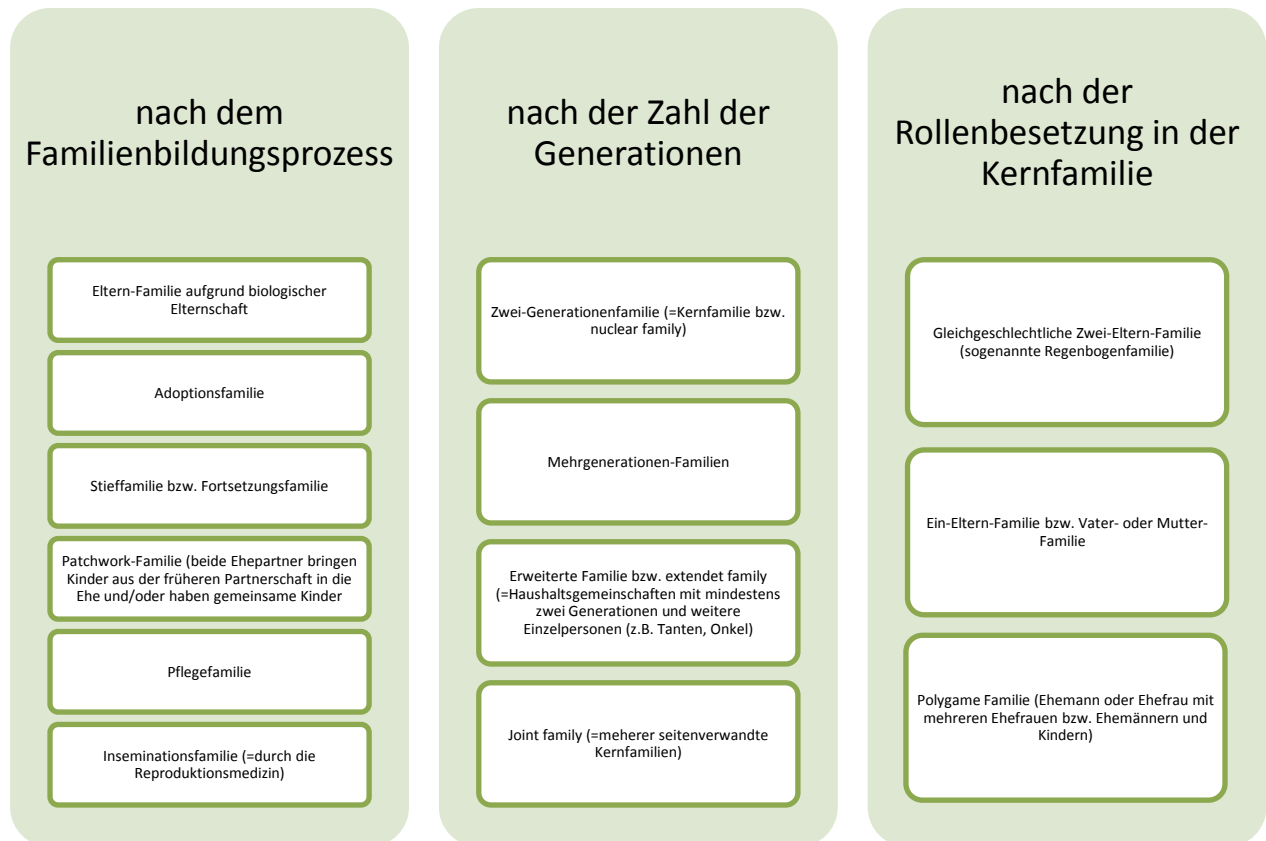 nach dem
Familienbildungsprozess
Eltern-Familie aufgrund biologischer
Elternschaft
Adoptionsfamilie
Stieffamilie bzw. Fortsetzungsfamilie
Patchwork-Familie (beide Ehepartner bringen
Kinder aus der früheren Partnerschaft in die
Ehe und/oder haben gemeinsame Kinder
Pflegefamilie
Inseminationsfamilie (=durch die
Reproduktionsmedizin)
nach der Zahl der
Generationen
Zwei-Generationenfamilie (=Kernfamilie bzw.
nuclear family)
Mehrgenerationen-Familien
Erweiterte Familie bzw. extendet family
(=Haushaltsgemeinschaften mit mindestens
zwei Generationen und weitere
Einzelpersonen (z.B. Tanten, Onkel)
Joint family (=meherer seitenverwandte
Kernfamilien)
nach der
Rollenbesetzung in der
Kernfamilie
Gleichgeschlechtliche Zwei-Eltern-Familie
(sogenannte Regenbogenfamilie)
Ein-Eltern-Familie bzw. Vater- oder Mutter-
Familie
Polygame Familie (Ehemann oder Ehefrau mit
mehreren Ehefrauen bzw. Ehemännern und
Kindern)